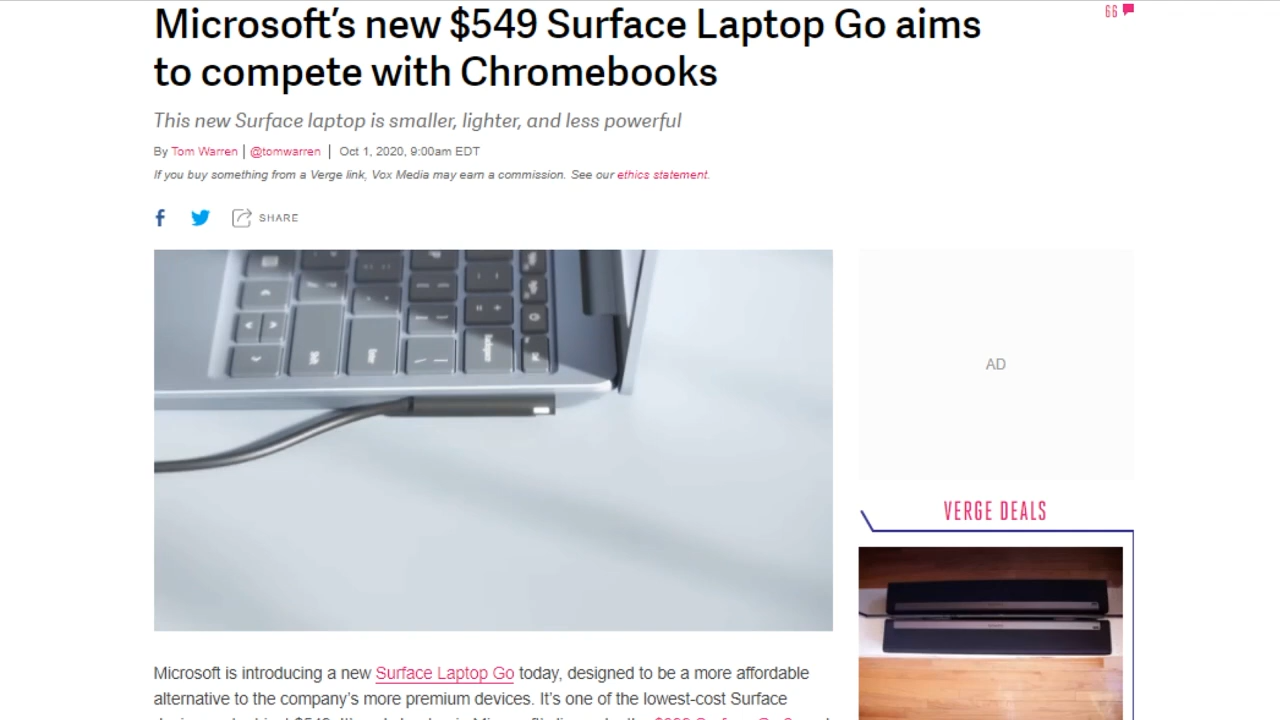 Microsoft's new $549 Surface Laptop Go aims
to compete with Chromebooks
66
This new Surface laptop is smaller, lighter, and less powerful
By Tom Warren | @tomwarren | Oct 1, 2020, 9:00am EDT
If you buy something from a Verge link, Vox Media may earn a commission. See our ethics statement.
SHARE
Shift
Enter
Backspace
AD
VERGE DEALS
Microsoft is introducing a new Surface Laptop Go today, designed to be a more affordable
alternative to the company's more premium devices. It's one of the lowest-cost Surface